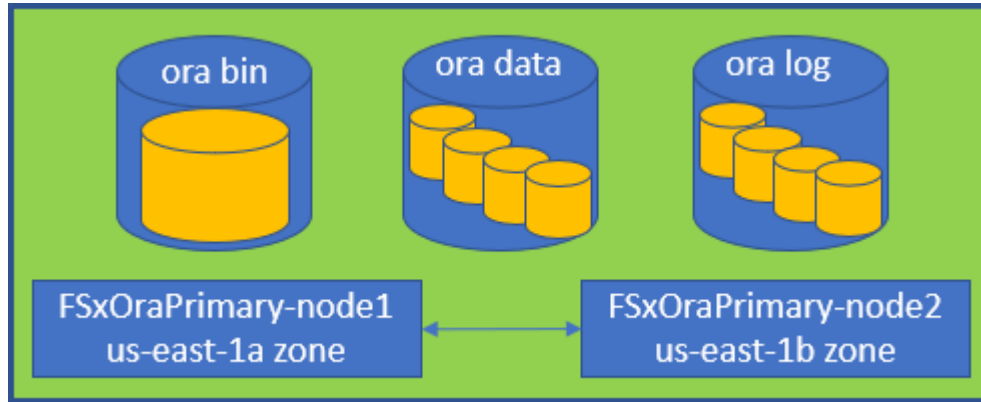 ora bin
ora data
ora log
FSxOraPrimary-node1
us-east-1a zone
FSxOraPrimary-node2
us-east-1b zone